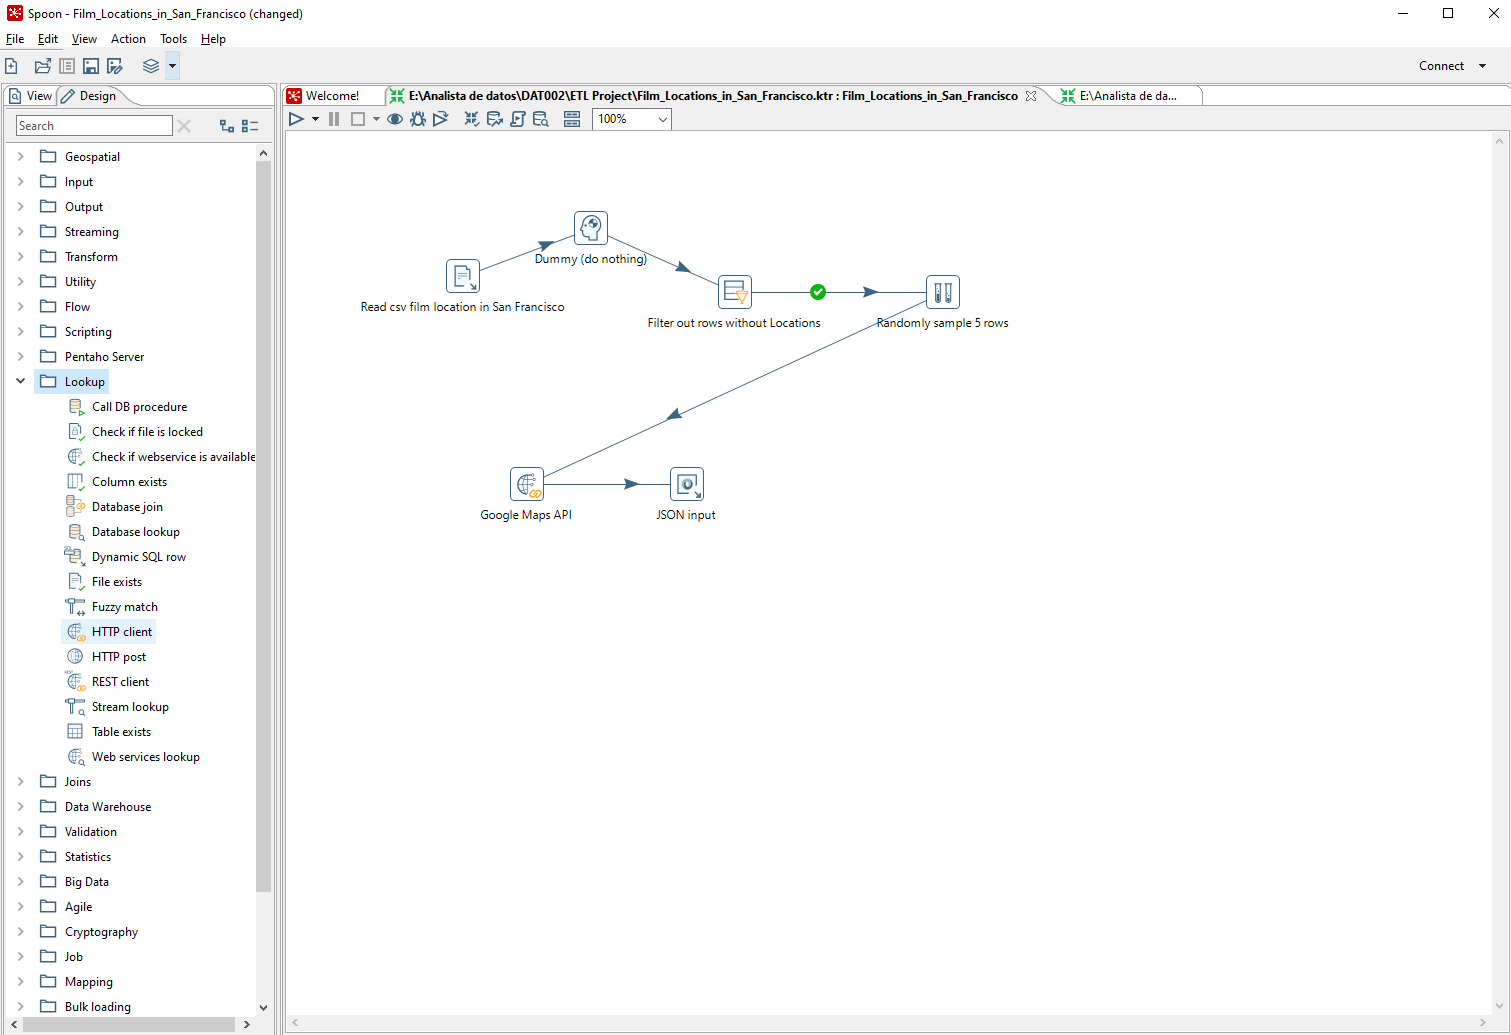 Spoon - Film_Locations_in_San_Francisco (changed)
File Edit View Action Tools Help
Connect
View Design
Welcome!
E:\Analista de datos\DAT002\ETL Project\Film_Locations_in_San_Francisco.ktr : Film_Locations_in_San_Francisco
E:\Analista de da...
Search
100%
Geospatial
Input
Output
Streaming
Transform
Utility
Flow
Scripting
Pentaho Server
Lookup
Call DB procedure
Check if file is locked
Check if webservice is available
Column exists
Database join
Database lookup
Dynamic SQL row
File exists
Fuzzy match
HTTP client
HTTP post
REST client
Stream lookup
Table exists
Web services lookup
Joins
Data Warehouse
Validation
Statistics
Big Data
Agile
Cryptography
Job
Mapping
Bulk loading
Dummy (do nothing)
Read csv film location in San Francisco
Filter out rows without Locations
Randomly sample 5 rows
Google Maps API
JSON input